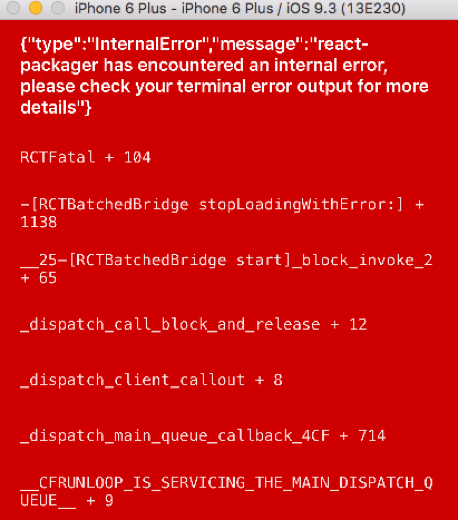 iPhone 6 Plus - iPhone 6 Plus / iOS 9.3 (13E230)
{"type":"InternalError","message":"react-
packager has encountered an internal error,
please check your terminal error output for more
details"}
RCTFatal + 104
-[RCTBatchedBridge stopLoadingWithError:] +
1138
__25-[RCTBatchedBridge start]_block_invoke_2
+ 65
_dispatch_call_block_and_release + 12
_dispatch_client_callout + 8
_dispatch_main_queue_callback_4CF + 714
__CFRUNLOOP_IS_SERVICING_THE_MAIN_DISPATCH_Q
UEUE__ + 9